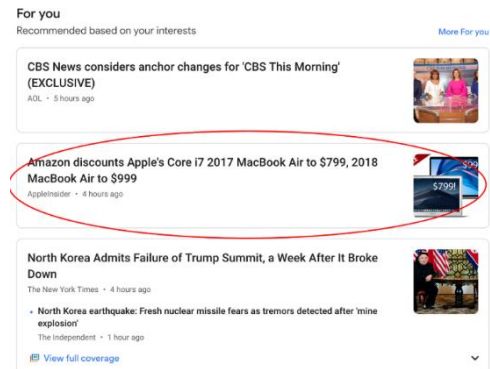 For you
Recommended based on your interests
More For you
CBS News considers anchor changes for 'CBS This Morning'
(EXCLUSIVE)
AOL • 5 hours ago
Amazon discounts Apple's Core i7 2017 MacBook Air to $799, 2018
MacBook Air to $999
AppleInsider • 4 hours ago
$799!
North Korea Admits Failure of Trump Summit, a Week After It Broke
Down
The New York Times • 4 hours ago
• North Korea earthquake: Fresh nuclear missile fears as tremors detected after 'mine
explosion'
The Independent • 1 hour ago
View full coverage